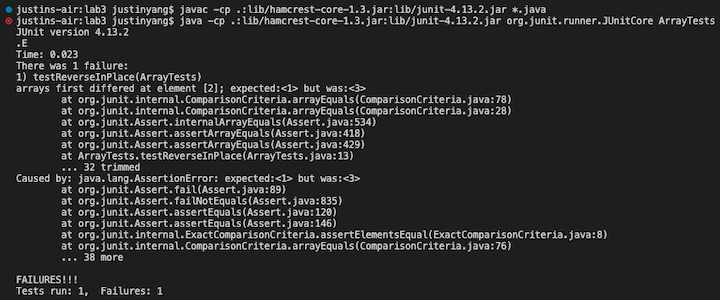 justins-air:lab3 justinyang$ javac -cp .:lib/hamcrest-core-1.3.jar:lib/junit-4.13.2.jar *.java
justins-air:lab3 justinyang$ java -cp .:lib/hamcrest-core-1.3.jar:lib/junit-4.13.2.jar org.junit.runner.JUnitCore ArrayTests
JUnit version 4.13.2
.E
Time: 0.023
There was 1 failure:
1) testReverseInPlace(ArrayTests)
arrays first differed at element [2]; expected:<1> but was:<3>
at org.junit.internal.ComparisonCriteria.arrayEquals(ComparisonCriteria.java:78)
at org.junit.internal.ComparisonCriteria.arrayEquals(ComparisonCriteria.java:28)
at org.junit.Assert.internalArrayEquals(Assert.java:534)
at org.junit.Assert.assertArrayEquals(Assert.java:418)
at org.junit.Assert.assertArrayEquals(Assert.java:429)
at ArrayTests.testReverseInPlace(ArrayTests.java:13)
... 32 trimmed
Caused by: java.lang.AssertionError: expected:<1> but was:<3>
at org.junit.Assert.fail(Assert.java:89)
at org.junit.Assert.failNotEquals(Assert.java:835)
at org.junit.Assert.assertEquals(Assert.java:120)
at org.junit.Assert.assertEquals(Assert.java:146)
at org.junit.internal.ExactComparisonCriteria.assertElementsEqual(ExactComparisonCriteria.java:8)
at org.junit.internal.ComparisonCriteria.arrayEquals(ComparisonCriteria.java:76)
... 38 more
FAILURES!!!
Tests run: 1,  Failures: 1